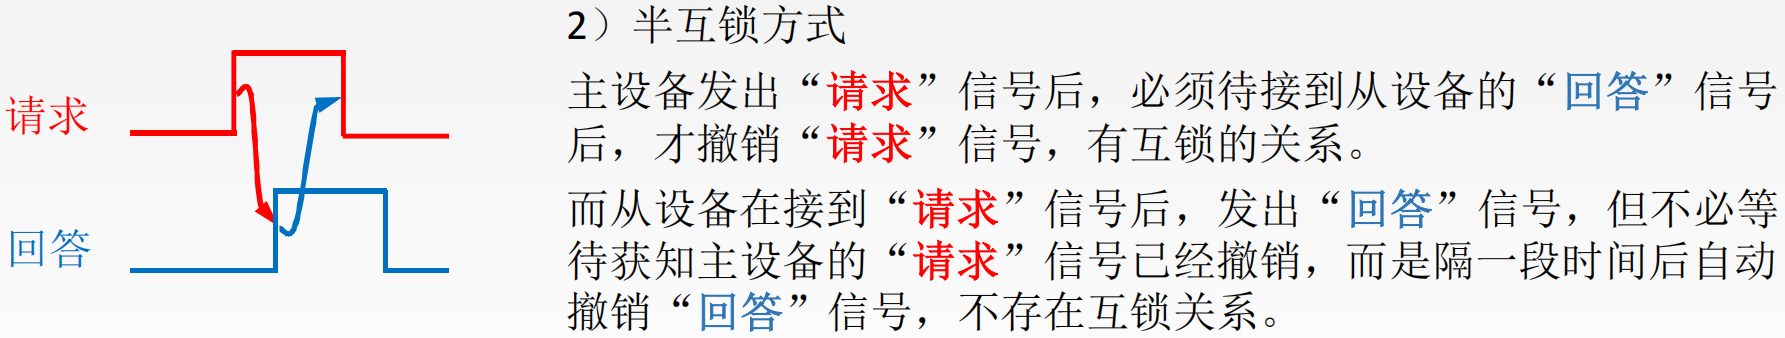 2）半互锁方式
主设备发出“请求”信号后，必须待接到从设备的“回答”信号
后，才撤销“请求”信号，有互锁的关系。
而从设备在接到“请求”信号后，发出“回答”信号，但不必等
待获知主设备的“请求”信号已经撤销，而是隔一段时间后自动
撤销“回答”信号，不存在互锁关系。
请求
回答